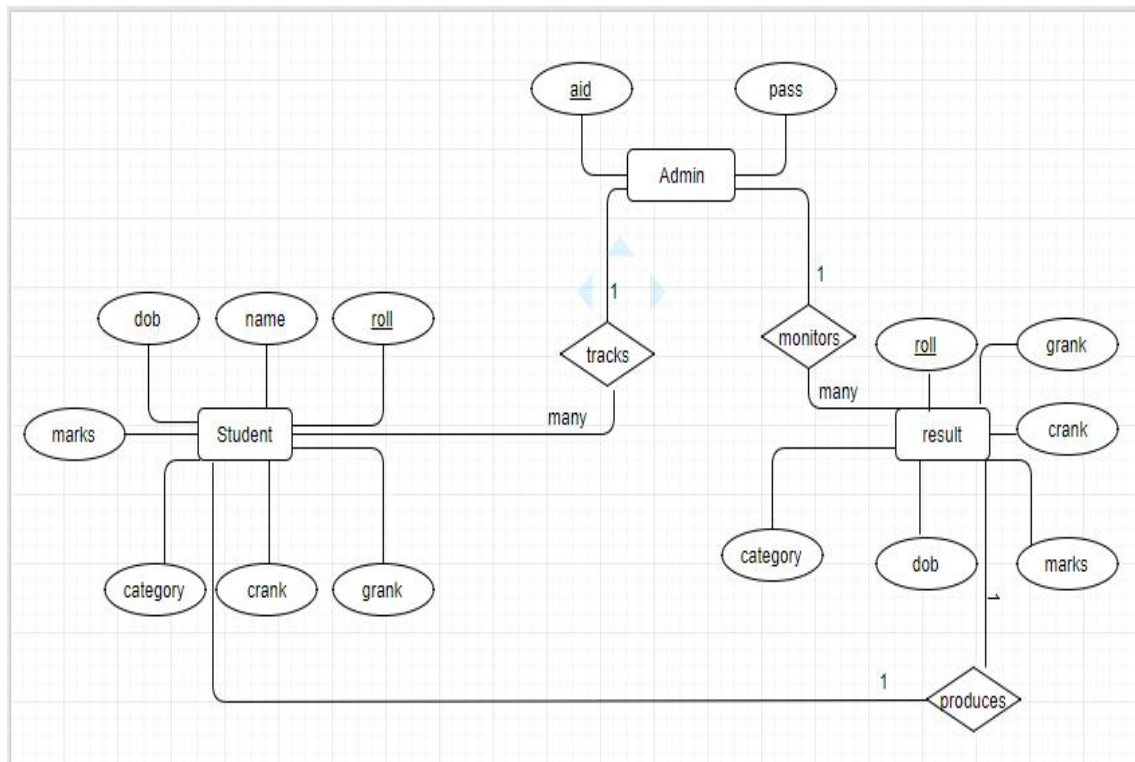 aid
pass
Admin
1
1
dob
name
roll
tracks
monitors
roll
grank
many
many
marks
Student
result
crank
category
crank
grank
category
dob
marks
1
1
produces